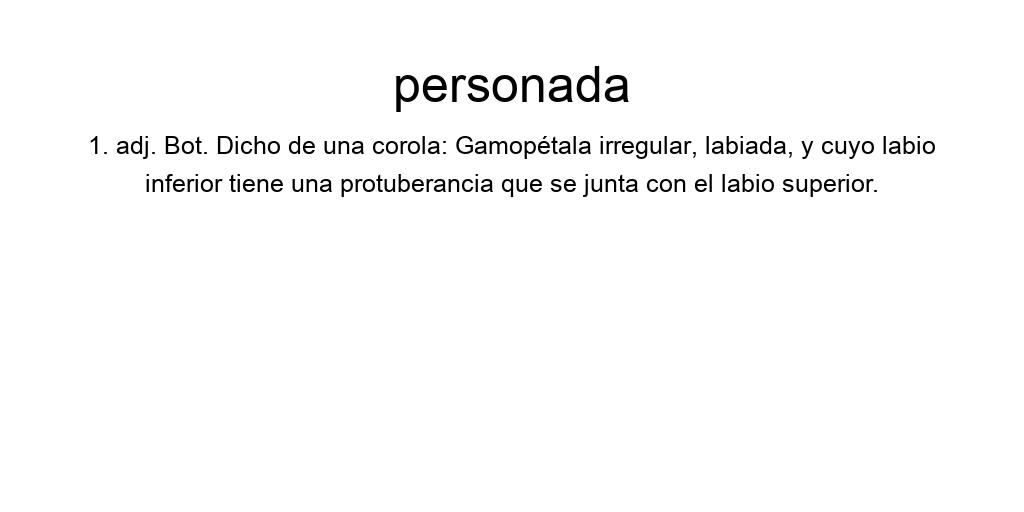 personada
1. adj. Bot. Dicho de una corola: Gamopétala irregular, labiada, y cuyo labio
inferior tiene una protuberancia que se junta con el labio superior.